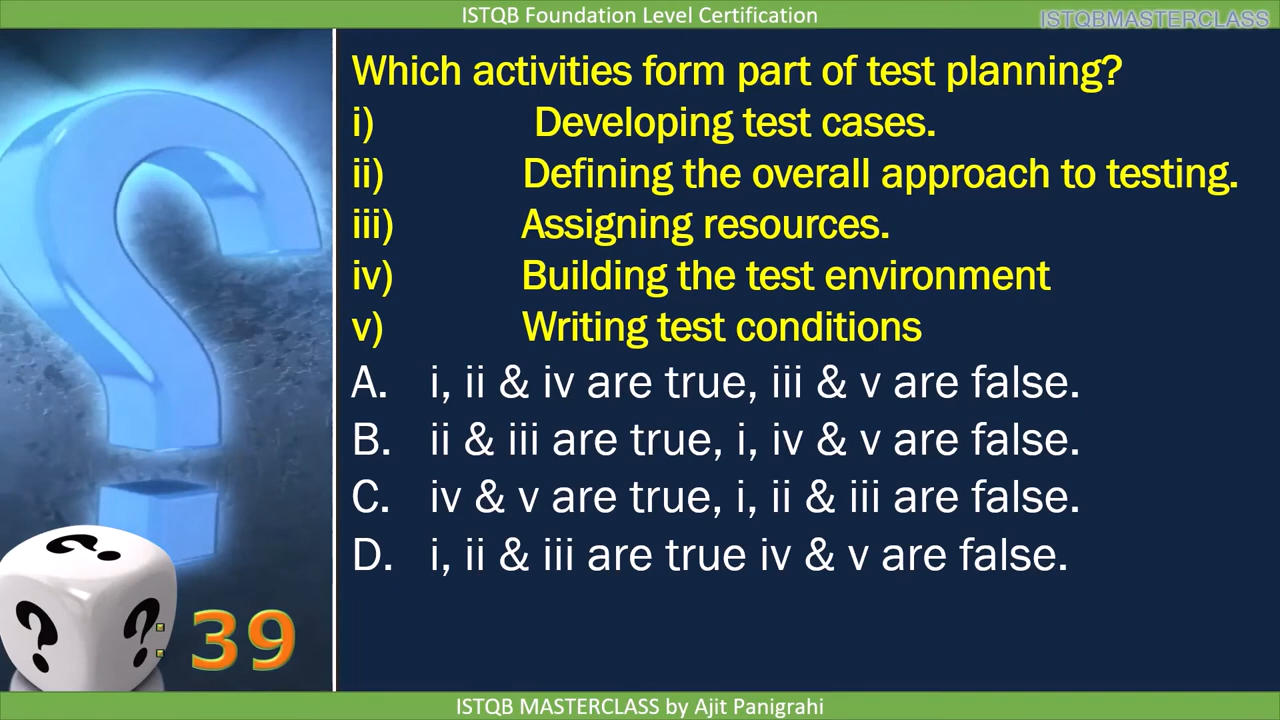 ISTQB Foundation Level Certification
ISTQBMASTERCLASS
Which activities form part of test planning?
i) Developing test cases.
ii) Defining the overall approach to testing.
iii) Assigning resources.
iv) Building the test environment
v) Writing test conditions
A. i, ii & iv are true, iii & v are false.
B. ii & iii are true, i, iv & v are false.
C. iv & v are true, i, ii & iii are false.
D. i, ii & iii are true iv & v are false.
? ? ?
: 39
ISTQB MASTERCLASS by Ajit Panigrahi